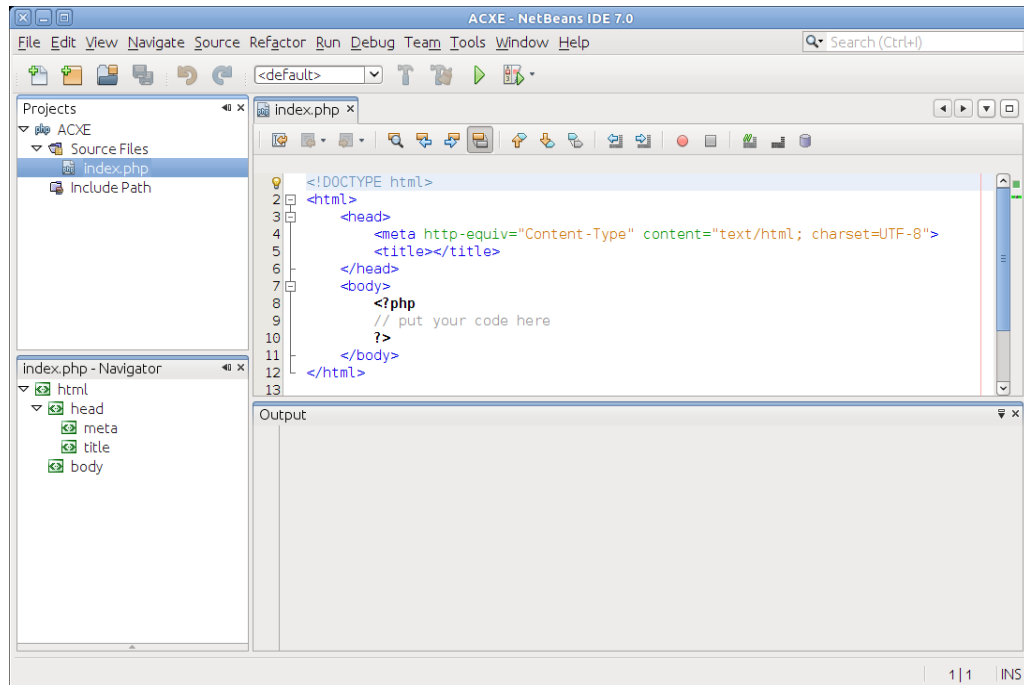 ACXE - NetBeans IDE 7.0
File Edit View Navigate Source Refactor Run Debug Team Tools Window Help
Search (Ctrl+I)
<default>
Projects
php ACXE
Source Files
index.php
Include Path
index.php - Navigator
html
head
meta
title
body
index.php
<!DOCTYPE html>
2 <html>
3 <head>
4 <meta http-equiv="Content-Type" content="text/html; charset=UTF-8">
5 <title></title>
6 </head>
7 <body>
8 <?php
9 // put your code here
10 ?>
11 </body>
12 </html>
13
Output
1|1 INS